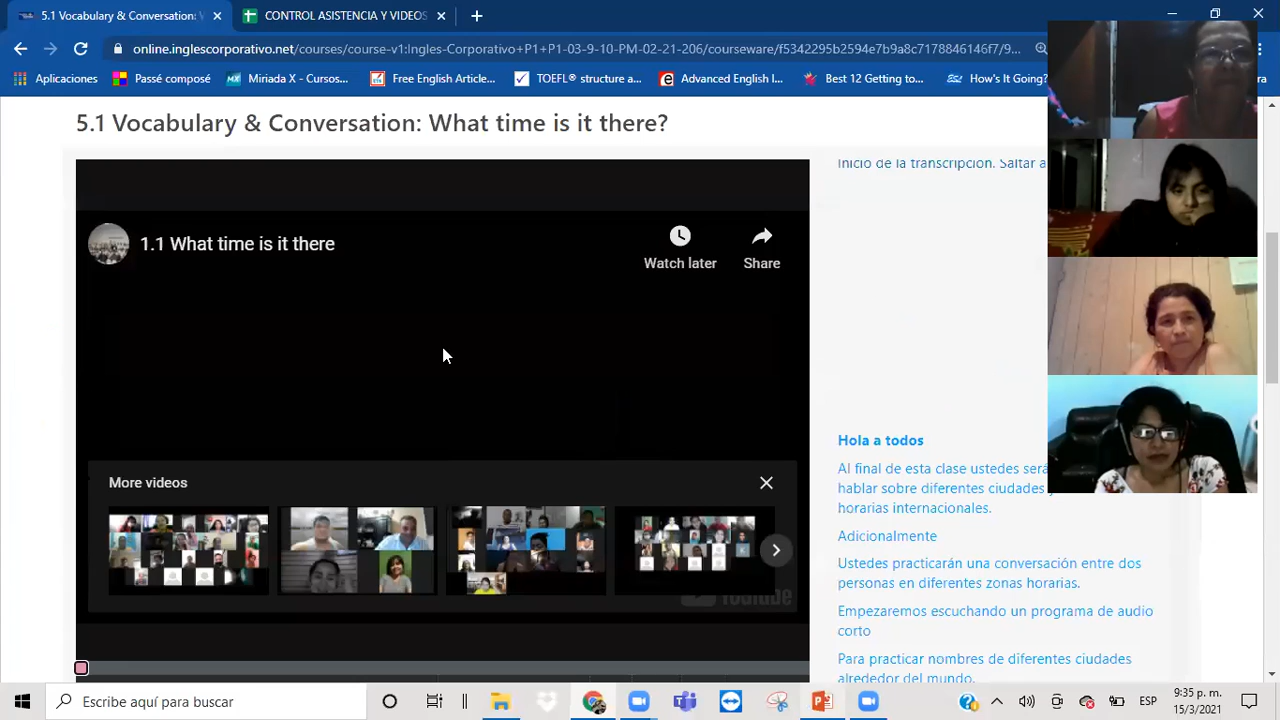 5.1 Vocabulary & Conver
CONTROL ASISTENCIA Y VIDEOS
online.inglescorporativo.net/courses/course-v1:Ingles-Corporativo+P1+P1-03-9-10-PM-02-21-206/courseware/f5342295b2594e7b9a8c7178846146f7/9...
Aplicaciones
Passé composé
Miriada X - Cursos...
Free English Article...
TOEFL® structure a...
Advanced English l...
Best 12 Getting to...
How's It Going?
5.1 Vocabulary & Conversation: What time is it there?
Inicio de la transcripción. Saltar a
1.1 What time is it there
Watch later
Share
More videos
YouTube
Hola a todos
Al final de esta clase ustedes será
hablar sobre diferentes ciudades y
horarias internacionales.
Adicionalmente
Ustedes practicarán una conversación entre dos
personas en diferentes zonas horarias.
Empezaremos escuchando un programa de audio
corto
Para practicar nombres de diferentes ciudades
alrededor del mundo.
Escribe aquí para buscar
ESP
9:35 p. m.
15/3/2021